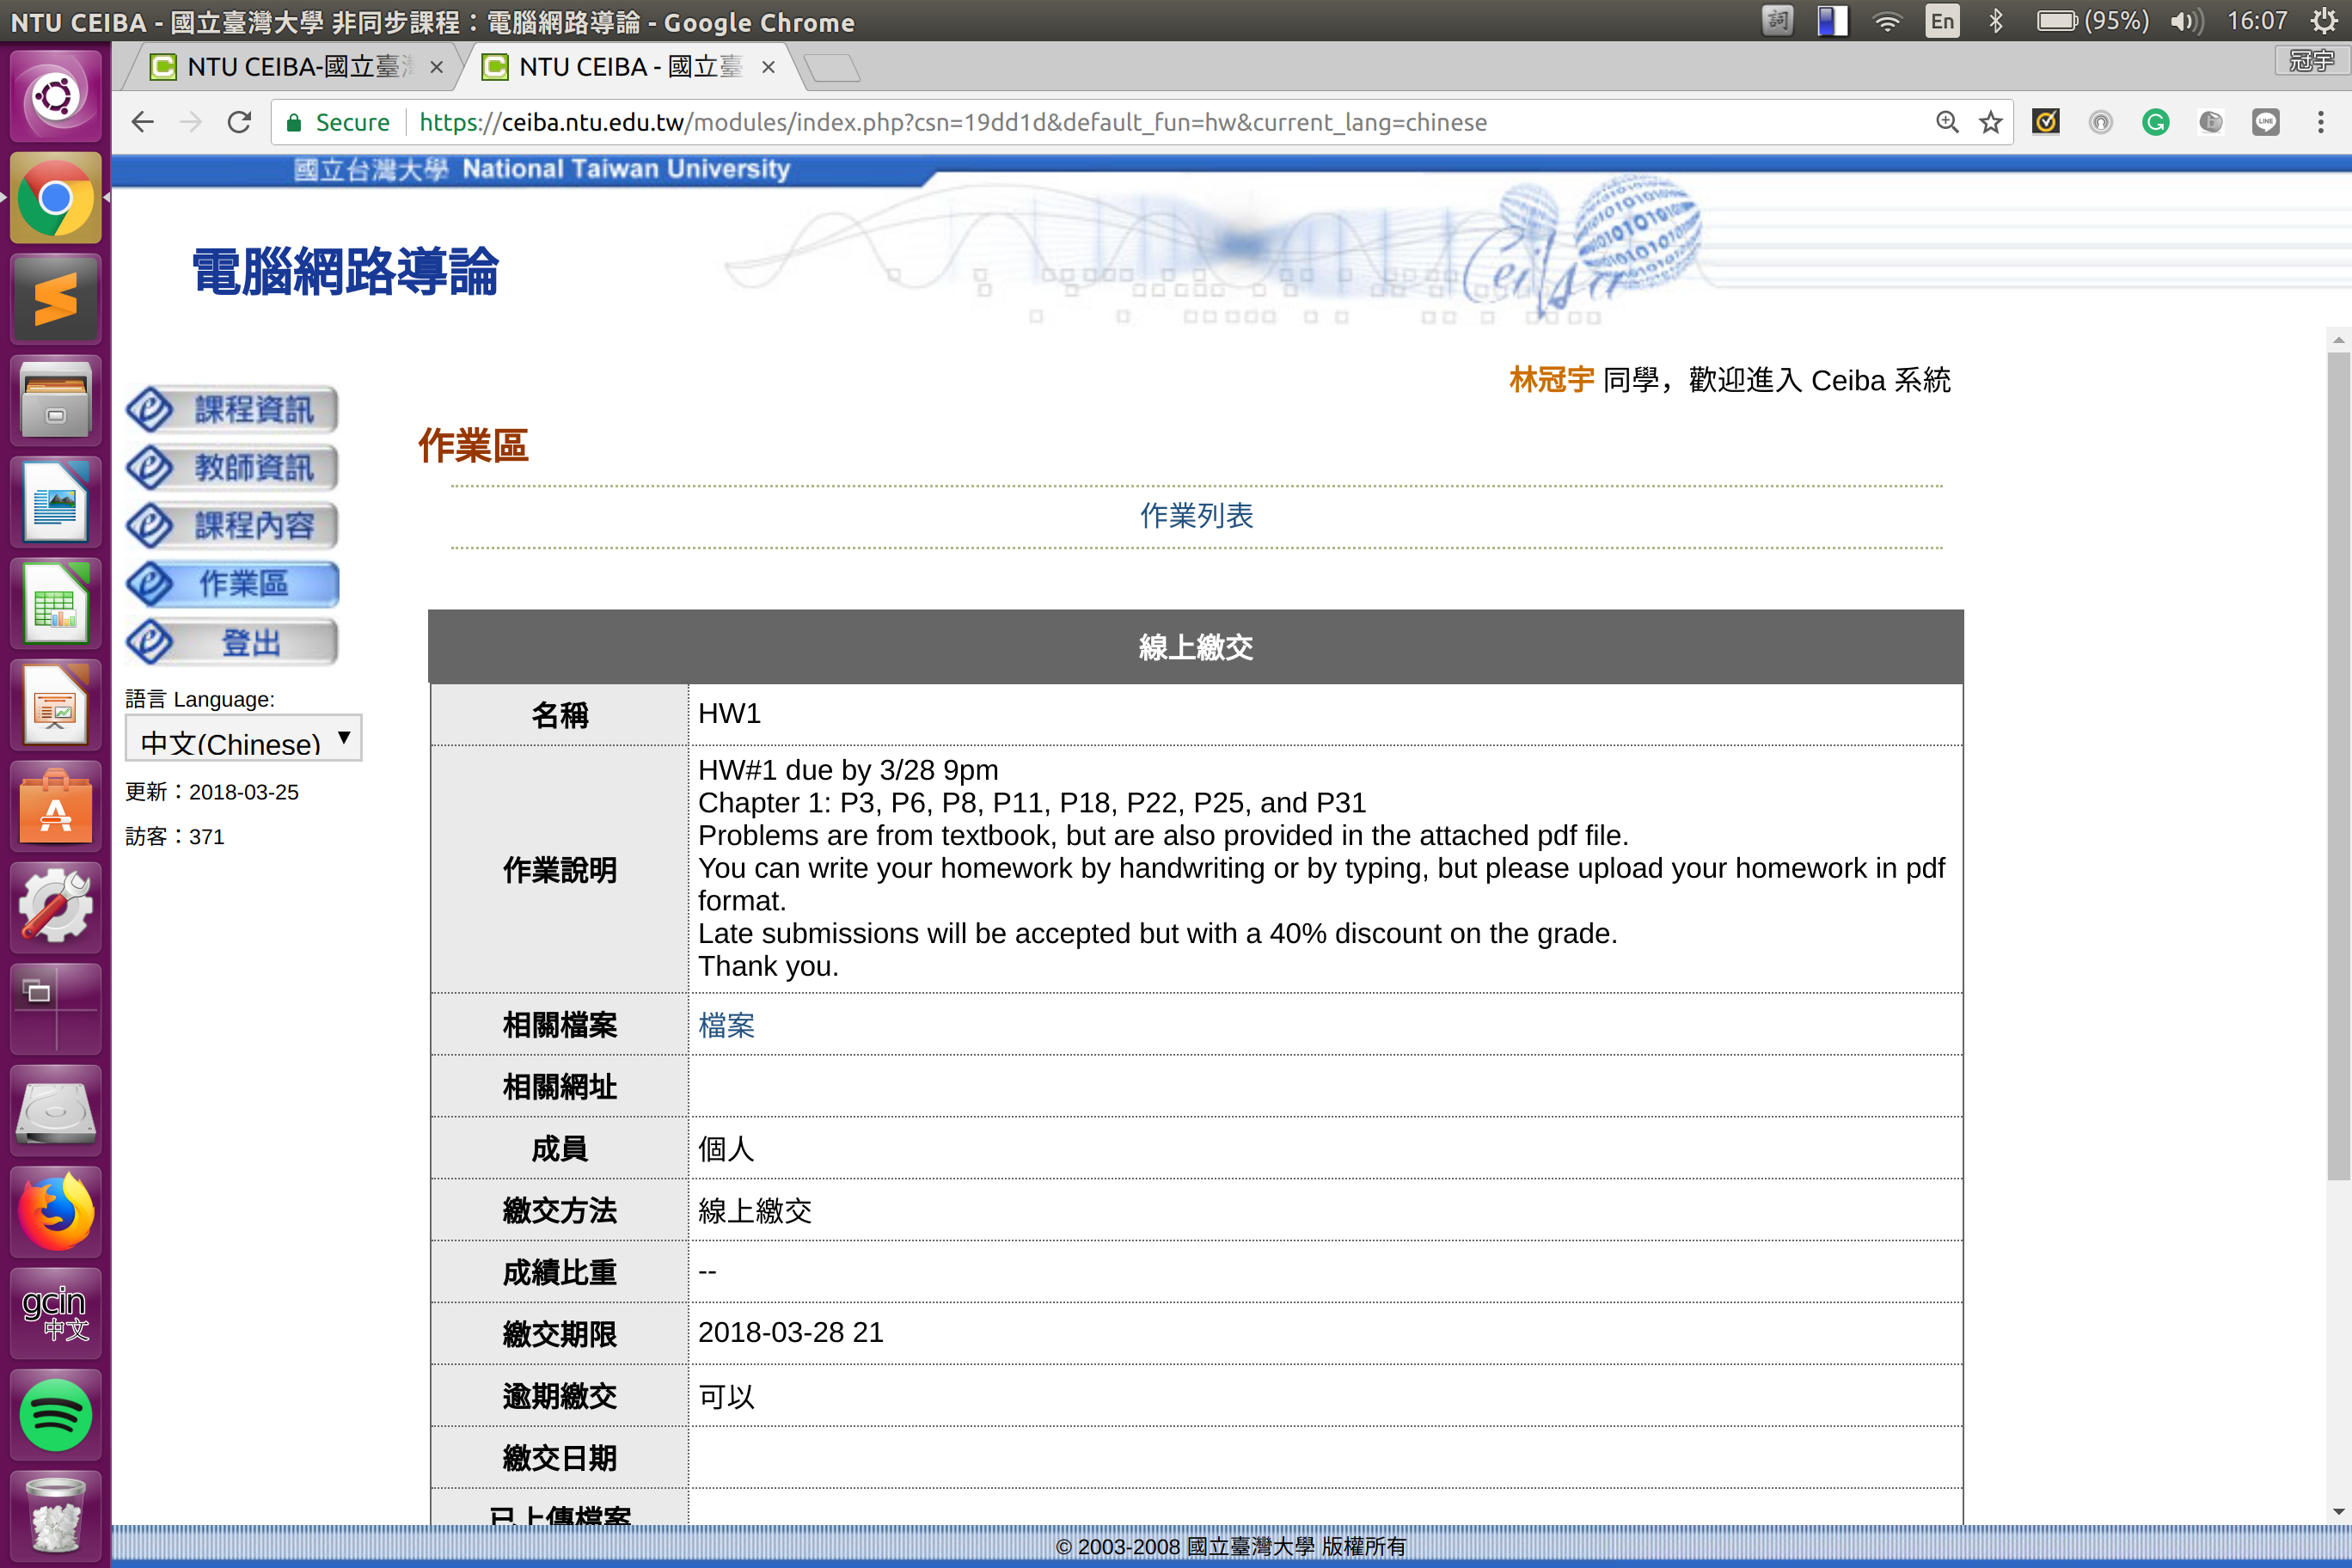 NTU CEIBA - 國立臺灣大學 非同步課程：電腦網路導論 - Google Chrome
詞
En
(95%)
16:07
NTU CEIBA-國立臺
NTU CEIBA - 國立臺
冠宇
Secure
https://ceiba.ntu.edu.tw/modules/index.php?csn=19dd1d&default_fun=hw&current_lang=chinese
LINE
國立台灣大學 National Taiwan University
電腦網路導論
Ceiba
林冠宇 同學，歡迎進入 Ceiba 系統
課程資訊
教師資訊
課程內容
作業區
登出
語言 Language:
中文(Chinese)
更新：2018-03-25
訪客：371
作業區
作業列表
線上繳交
名稱 HW1
作業說明
HW#1 due by 3/28 9pm
Chapter 1: P3, P6, P8, P11, P18, P22, P25, and P31
Problems are from textbook, but are also provided in the attached pdf file.
You can write your homework by handwriting or by typing, but please upload your homework in pdf
format.
Late submissions will be accepted but with a 40% discount on the grade.
Thank you.
相關檔案 檔案
相關網址
成員 個人
繳交方法 線上繳交
成績比重 --
繳交期限 2018-03-28 21
逾期繳交 可以
繳交日期
已上傳檔案
gcin
中文
© 2003-2008 國立臺灣大學 版權所有